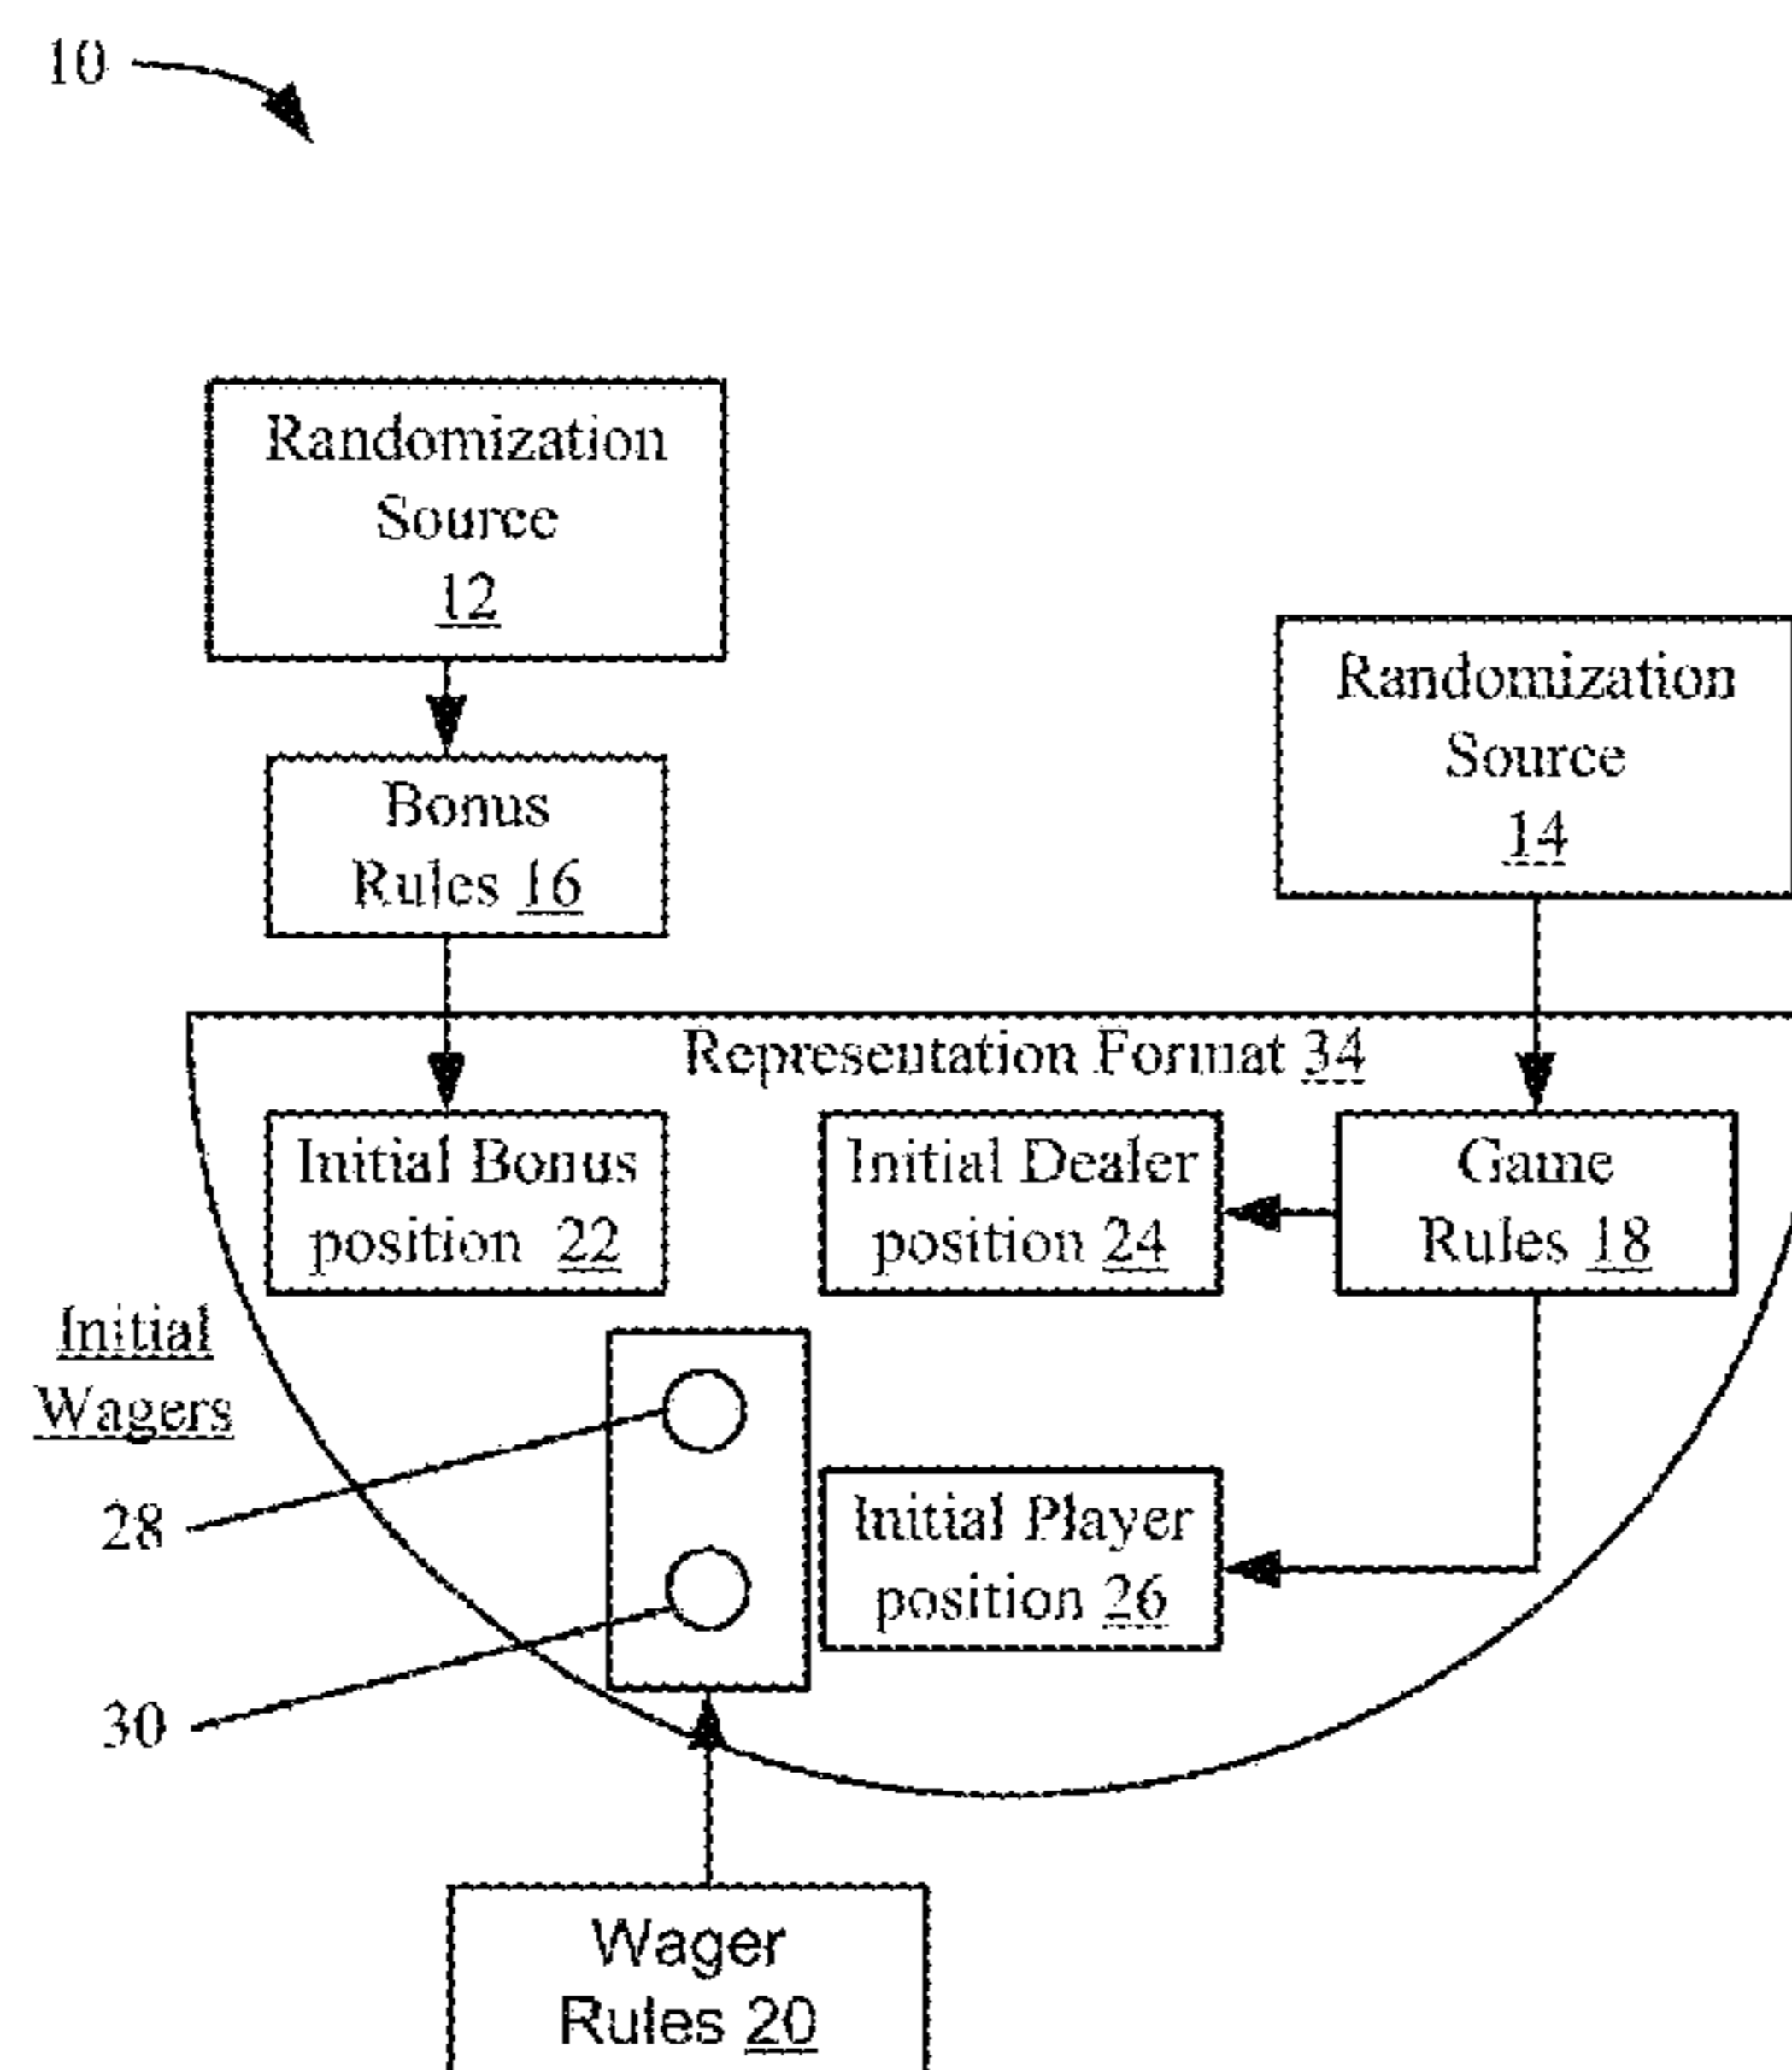 10
Randomization
Source
12
Randomization
Source
14
Bonus
Rules 16
Representation Format 34
Initial Bonus
position 22
Initial Dealer
position 24
Game
Rules 18
Initial
Wagers
28
Initial Player
position 26
30
Wager
Rules 20